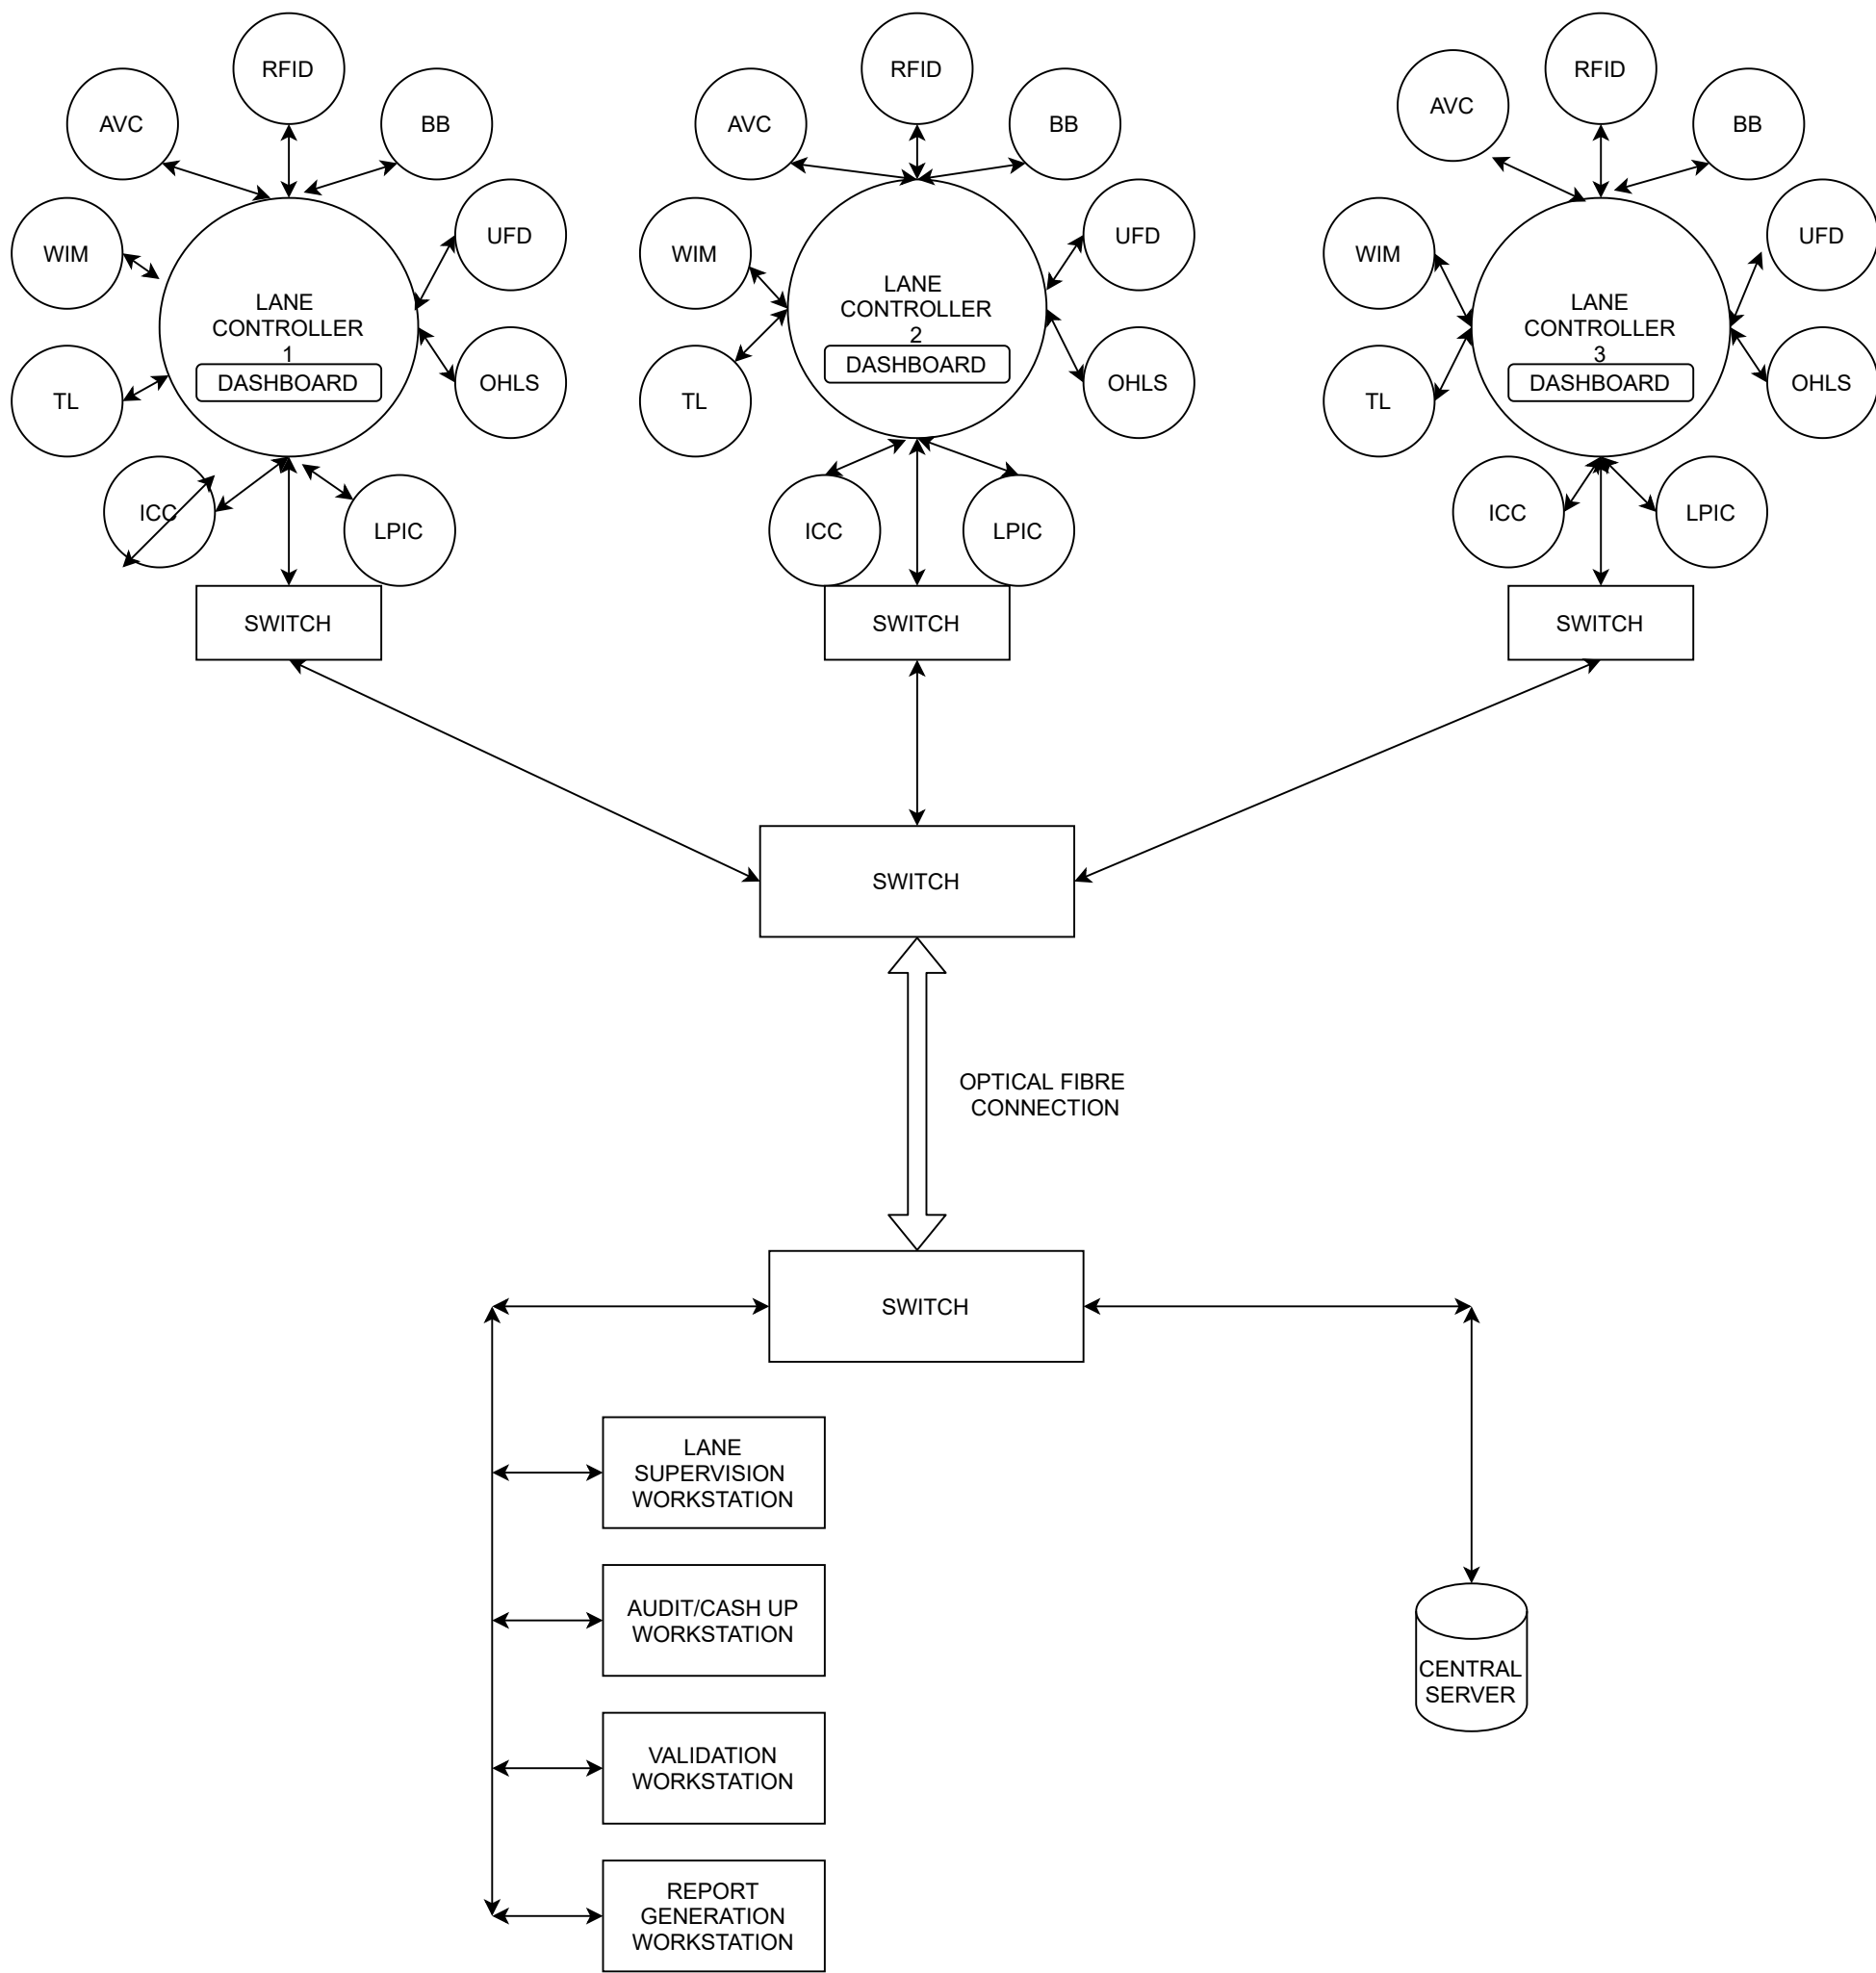 RFID
AVC
BB
WIM
UFD
LANE
CONTROLLER
1
DASHBOARD
TL
OHLS
ICC
LPIC
SWITCH
RFID
AVC
BB
WIM
UFD
LANE
CONTROLLER
2
DASHBOARD
TL
OHLS
ICC
LPIC
SWITCH
RFID
AVC
BB
WIM
UFD
LANE
CONTROLLER
3
DASHBOARD
TL
OHLS
ICC
LPIC
SWITCH
SWITCH
OPTICAL FIBRE
CONNECTION
SWITCH
LANE
SUPERVISION
WORKSTATION
AUDIT/CASH UP
WORKSTATION
VALIDATION
WORKSTATION
REPORT
GENERATION
WORKSTATION
CENTRAL
SERVER